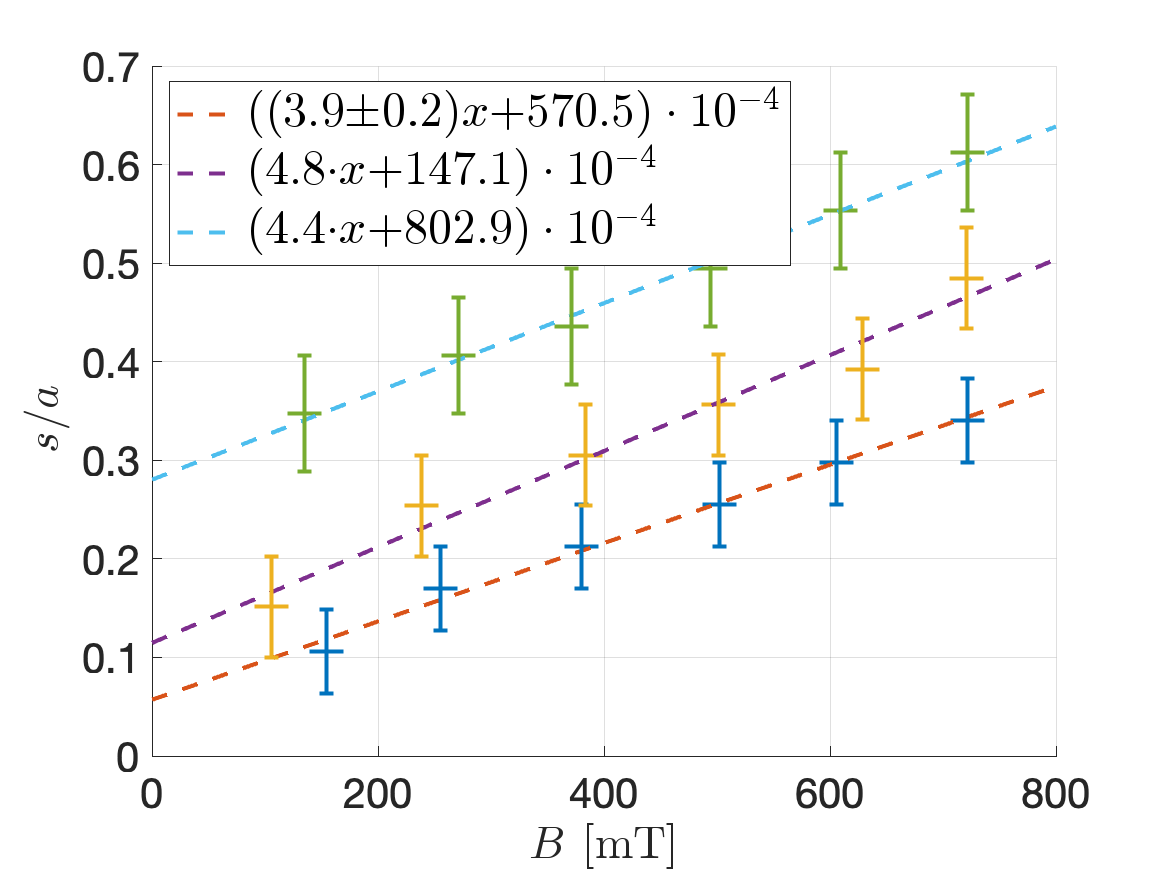 0.7
0.6
0.5
0.4
0.3
0.2
0.1
0
s/a
((3.9±0.2)x+570.5) · 10⁻⁴
(4.8·x+147.1) · 10⁻⁴
(4.4·x+802.9) · 10⁻⁴
0 200 400 600 800
B [mT]